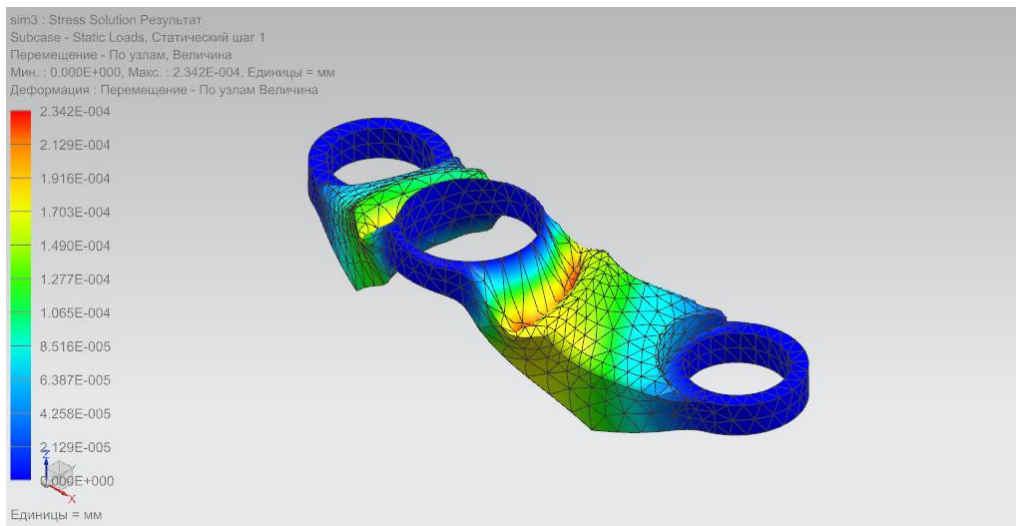 sim3 : Stress Solution Результат
Subcase - Static Loads, Статический шаг 1
Перемещение - По узлам, Величина
Мин. : 0.000E+000, Макс. : 2.342E-004, Единицы = мм
Деформация : Перемещение - По узлам Величина
2.342E-004
2.129E-004
1.916E-004
1.703E-004
1.490E-004
1.277E-004
1.065E-004
8.516E-005
6.387E-005
4.258E-005
2.129E-005
Z
0.000E+000
X
Единицы = мм